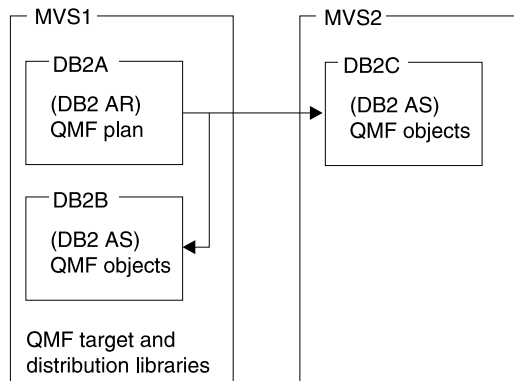 MVS1
DB2A
(DB2 AR)
QMF plan
DB2B
(DB2 AS)
QMF objects
QMF target and
distribution libraries
MVS2
DB2C
(DB2 AS)
QMF objects